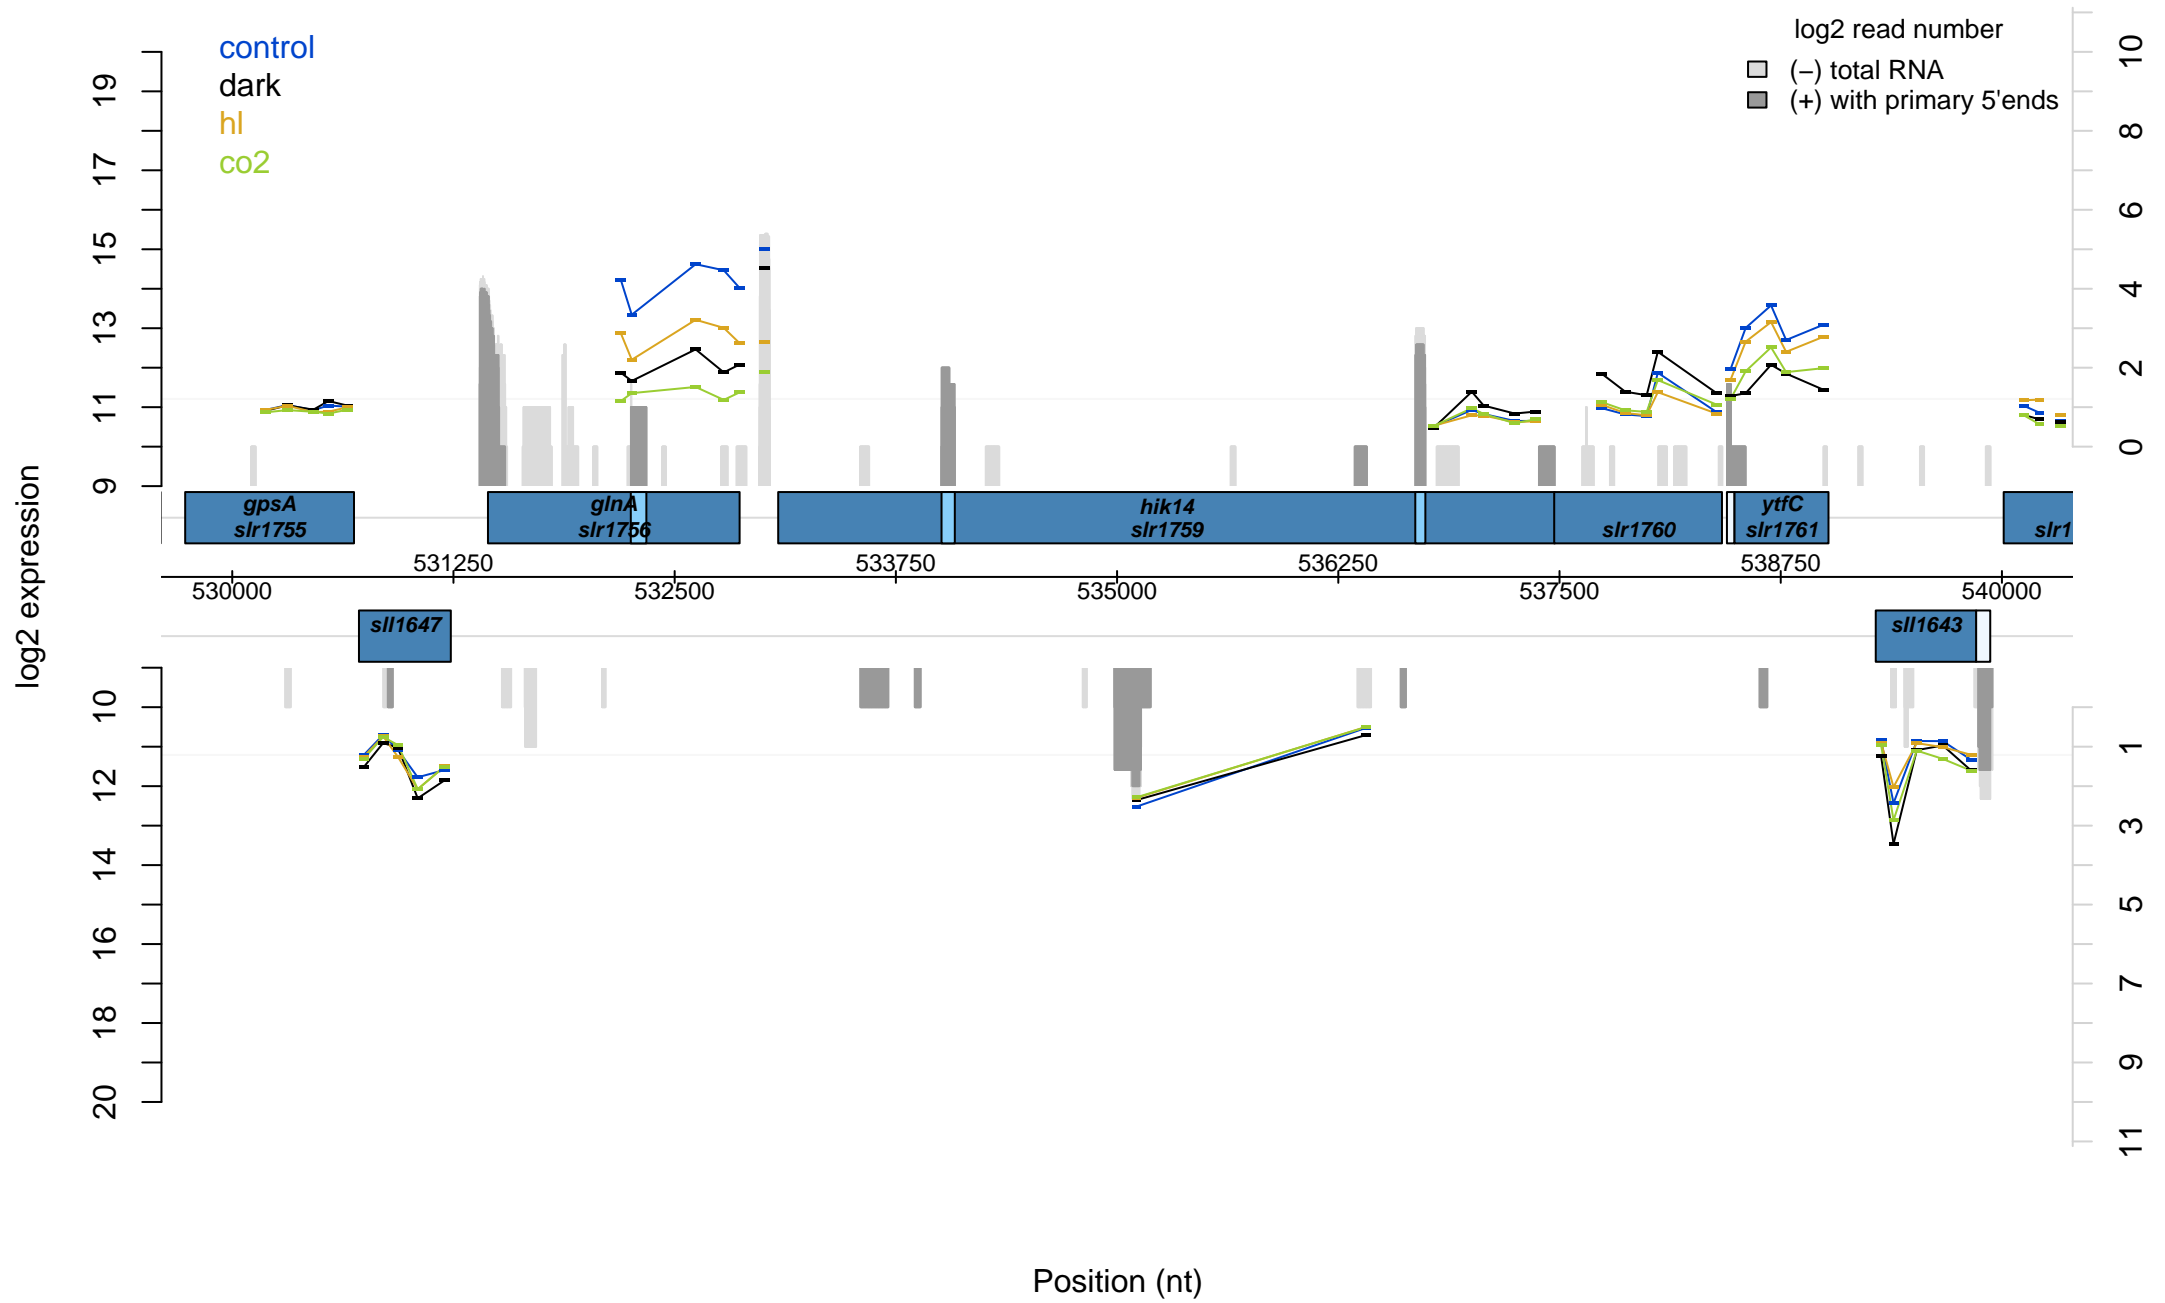 control
dark
hl
co2
log2 read number
(−) total RNA
(+) with primary 5'ends
19
17
15
13
11
9
10
8
6
4
2
0
log2 expression
gpsA
slr1755
glnA
slr1756
hik14
slr1759
slr1760
ytfC
slr1761
slr1
531250
533750
536250
538750
530000
532500
535000
537500
540000
sll1647
sll1643
10
12
14
16
18
20
1
3
5
7
9
11
Position (nt)